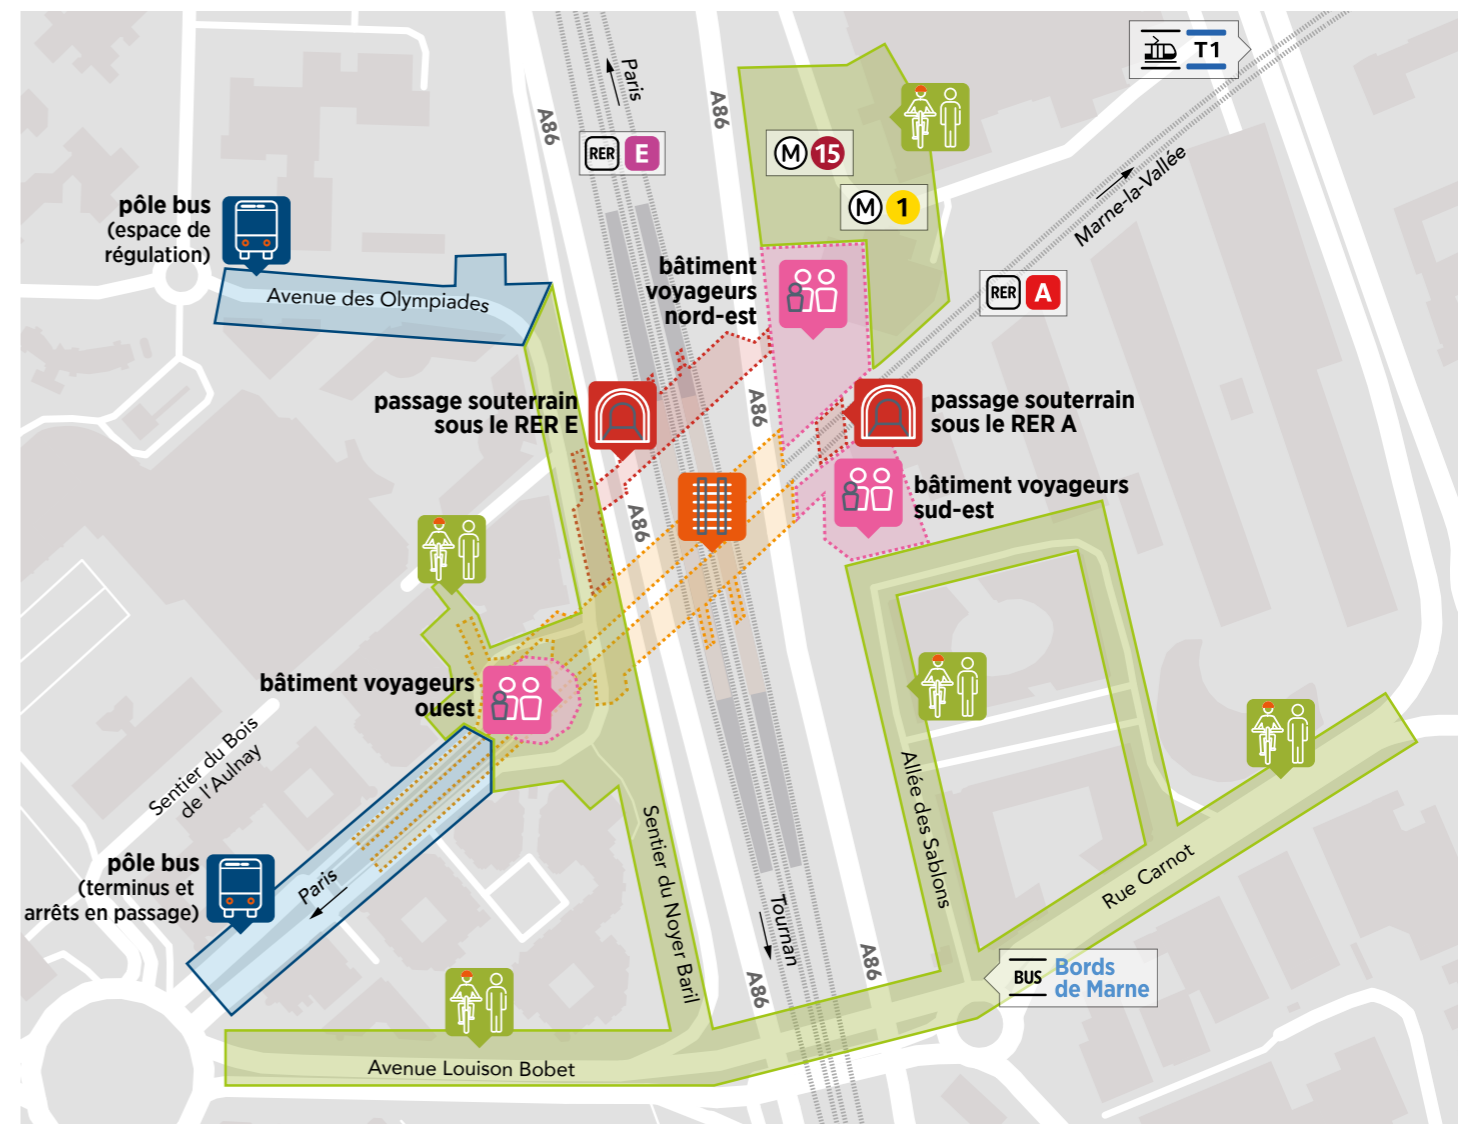 T1
Paris
A86
A86
RER E
M 15
M 1
Marne-la-Vallée
pôle bus
(espace de
régulation)
Avenue des Olympiades
bâtiment
voyageurs
nord-est
RER A
passage souterrain
sous le RER E
A86
passage souterrain
sous le RER A
bâtiment voyageurs
sud-est
A86
bâtiment voyageurs
ouest
Sentier du Bois
de l'Aulnay
Allée des Sablons
Sentier du Noyer Baril
Rue Carnot
pôle bus
(terminus et
arrêts en passage)
Paris
Tournan
A86
A86
BUS
Bords
de Marne
Avenue Louison Bobet